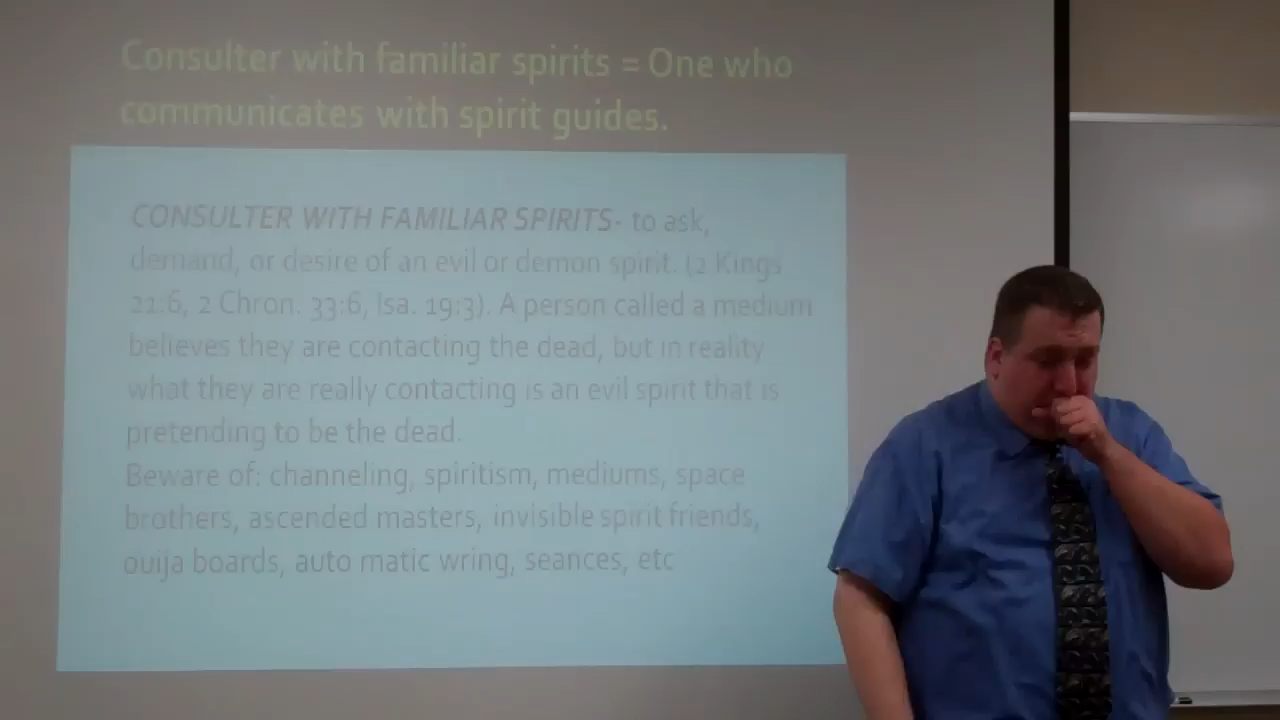 Consulter with familiar spirits = One who
communicates with spirit guides.
CONSULTER WITH FAMILIAR SPIRITS- to ask,
demand, or desire of an evil or demon spirit. (2 Kings
21:6, 2 Chron. 33:6, Isa. 19:3). A person called a medium
believes they are contacting the dead, but in reality
what they are really contacting is an evil spirit that is
pretending to be the dead.
Beware of: channeling, spiritism, mediums, space
brothers, ascended masters, invisible spirit friends,
ouija boards, auto matic wring, seances, etc